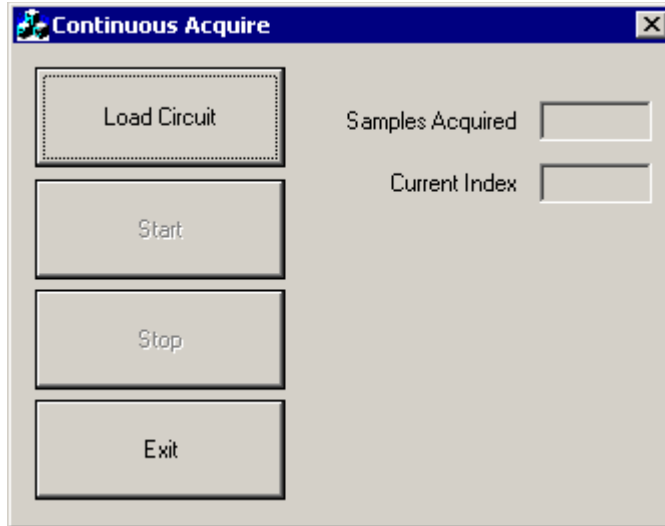 Continuous Acquire
Load Circuit
Samples Acquired
Current Index
Start
Stop
Exit